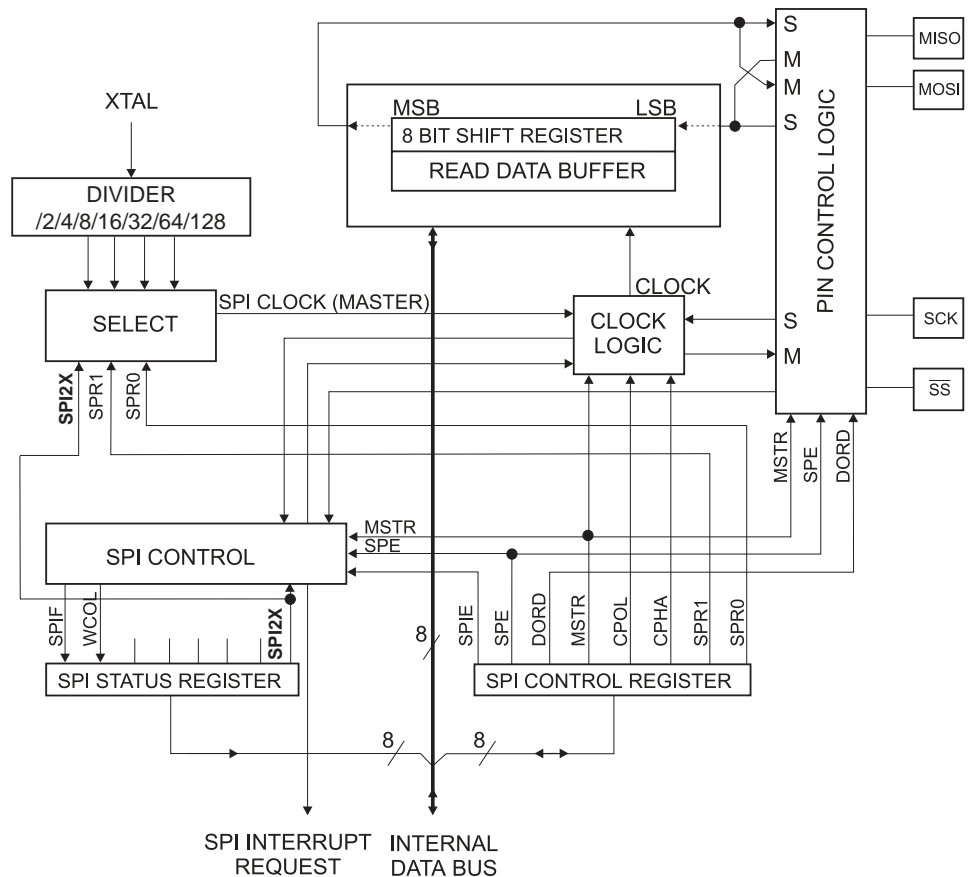 S
MISO
M
M
MOSI
S
MSB
LSB
8 BIT SHIFT REGISTER
READ DATA BUFFER
XTAL
DIVIDER
/2/4/8/16/32/64/128
PIN CONTROL LOGIC
SPI CLOCK (MASTER)
CLOCK
SELECT
CLOCK
LOGIC
S
M
SCK
SS
SPI2X
SPR1
SPR0
MSTR
SPE
DORD
MSTR
SPE
SPI CONTROL
SPIF
WCOL
SPI2X
8
SPIE
SPE
DORD
MSTR
CPOL
CPHA
SPR1
SPR0
SPI STATUS REGISTER
SPI CONTROL REGISTER
8
8
SPI INTERRUPT
REQUEST
INTERNAL
DATA BUS